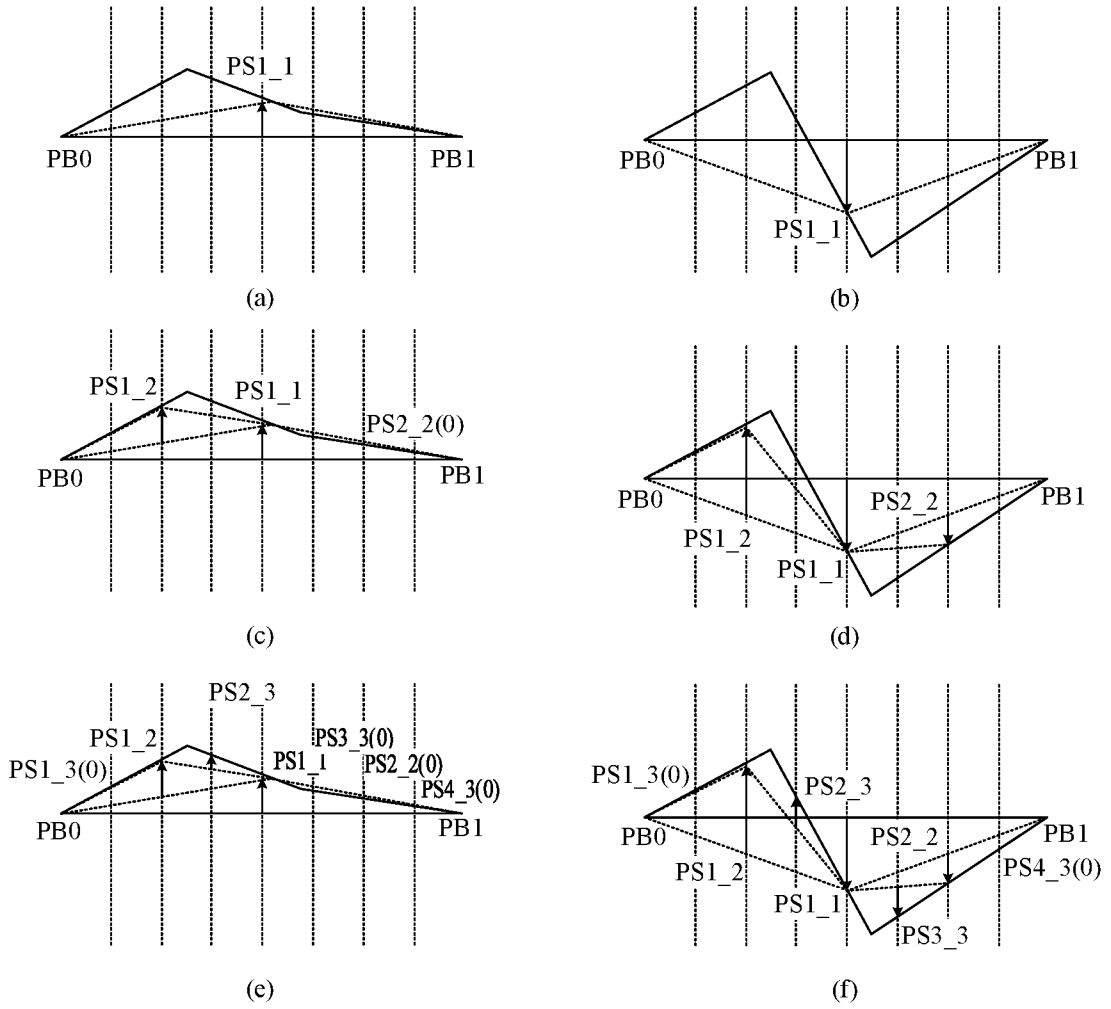 PS1_1
PB0
PB1
(a)
PB0
PB1
PS1_1
(b)
PS1_2
PS1_1
PS2_2(0)
PB0
PB1
(c)
PB0
PS2_2
PB1
PS1_2
PS1_1
(d)
PS2_3
PS1_2
PS3_3(0)
PS1_1
PS1_3(0)
PS2_2(0)
PS4_3(0)
PB0
PB1
(e)
PS1_3(0)
PS2_3
PB0
PS2_2
PB1
PS1_2
PS4_3(0)
PS1_1
PS3_3
(f)